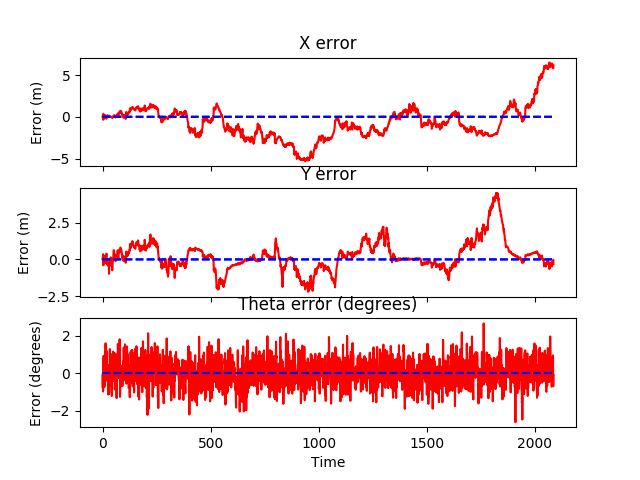 X error
Error (m)
5
0
−5
Y error
Error (m)
2.5
0.0
−2.5
Theta error (degrees)
Error (degrees)
2
0
−2
0 500 1000 1500 2000
Time